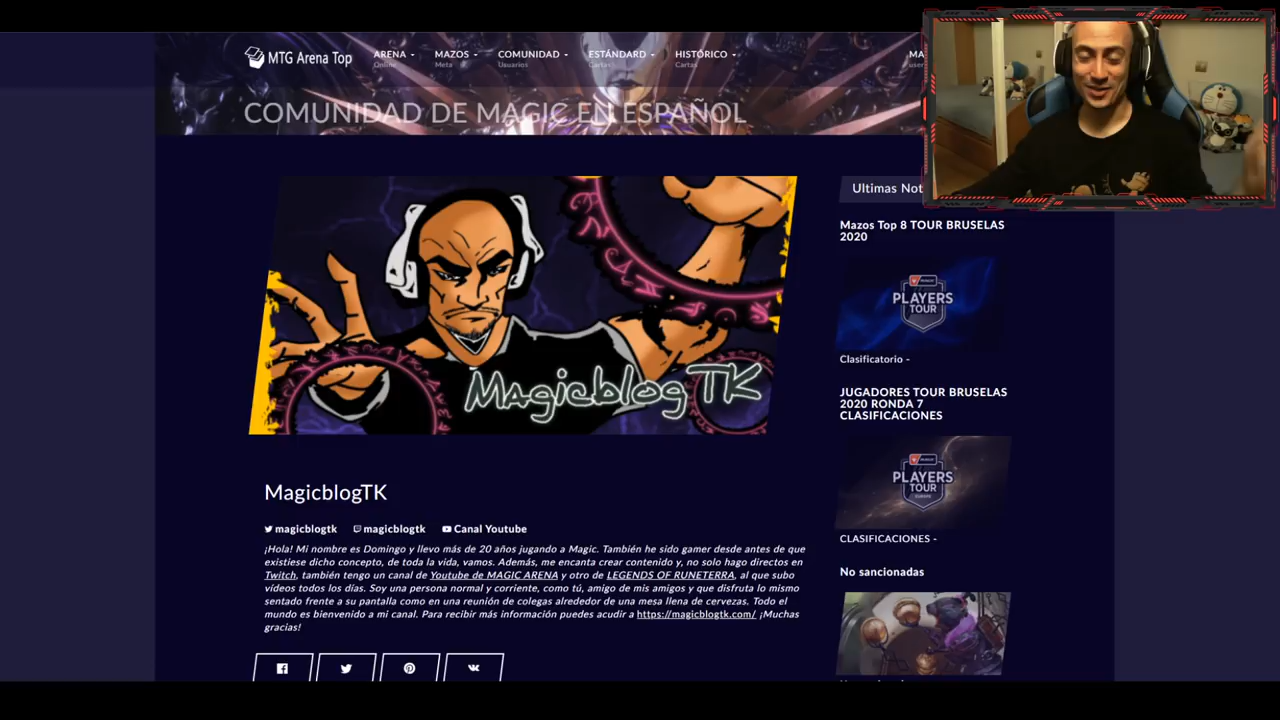 MTG Arena Top
ARENA
Online
MAZOS
Meta
COMUNIDAD
Usuarios
ESTÁNDARD
Cartas
HISTÓRICO
Cartas
MA
user
COMUNIDAD DE MAGIC EN ESPAÑOL
MagicblogTK
MagicblogTK
magicblogtk
magicblogtk
Canal Youtube
¡Hola! Mi nombre es Domingo y llevo más de 20 años jugando a Magic. También he sido gamer desde antes de que
existiese dicho concepto, de toda la vida, vamos. Además, me encanta crear contenido y, no solo hago directos en
Twitch, también tengo un canal de Youtube de MAGIC ARENA y otro de LEGENDS OF RUNETERRA, al que subo
vídeos todos los días. Soy una persona normal y corriente, como tú, amigo de mis amigos y que disfruta lo mismo
sentado frente a su pantalla como en una reunión de colegas alrededor de una mesa llena de cervezas. Todo el
mundo es bienvenido a mi canal. Para recibir más información puedes acudir a https://magicblogtk.com/ ¡Muchas
gracias!
Ultimas Not
Mazos Top 8 TOUR BRUSELAS
2020
PLAYERS
TOUR
Clasificatorio -
JUGADORES TOUR BRUSELAS
2020 RONDA 7
CLASIFICACIONES
PLAYERS
TOUR
EUROPE
CLASIFICACIONES -
No sancionadas